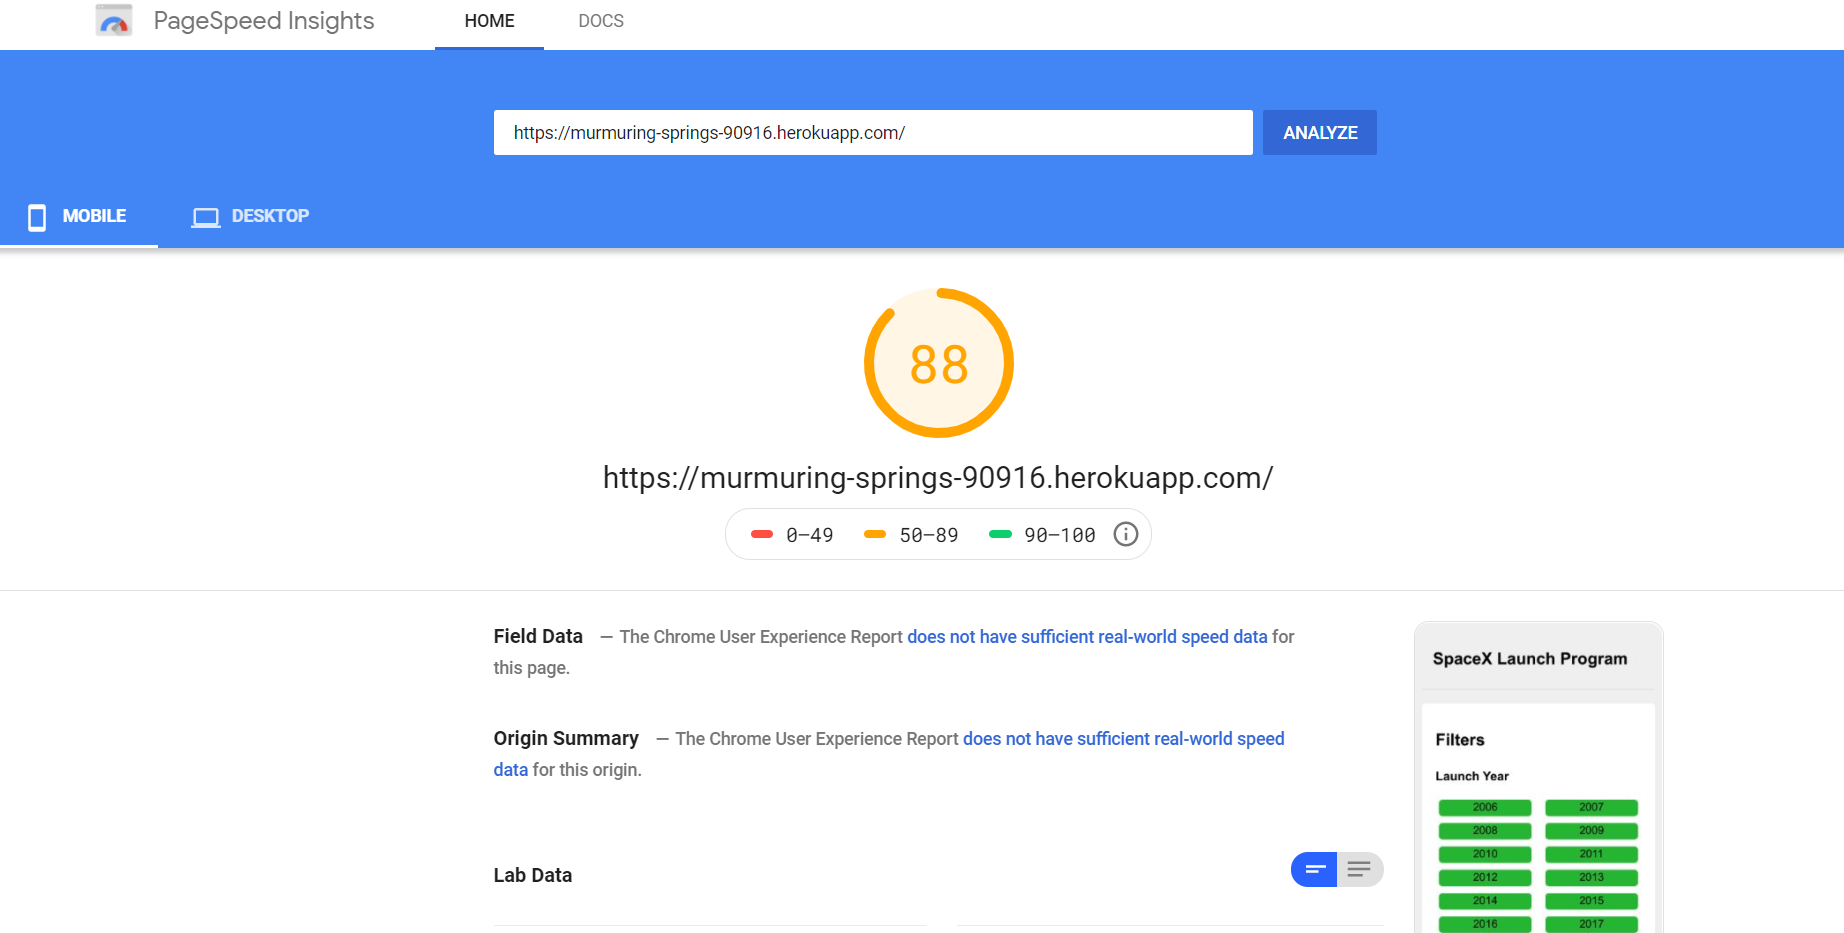 PageSpeed Insights
HOME
DOCS
https://murmuring-springs-90916.herokuapp.com/
ANALYZE
MOBILE
DESKTOP
88
https://murmuring-springs-90916.herokuapp.com/
0–49
50–89
90–100
Field Data — The Chrome User Experience Report does not have sufficient real-world speed data for
this page.
Origin Summary — The Chrome User Experience Report does not have sufficient real-world speed
data for this origin.
Lab Data
SpaceX Launch Program
Filters
Launch Year
2006 2007
2008 2009
2010 2011
2012 2013
2014 2015
2016 2017